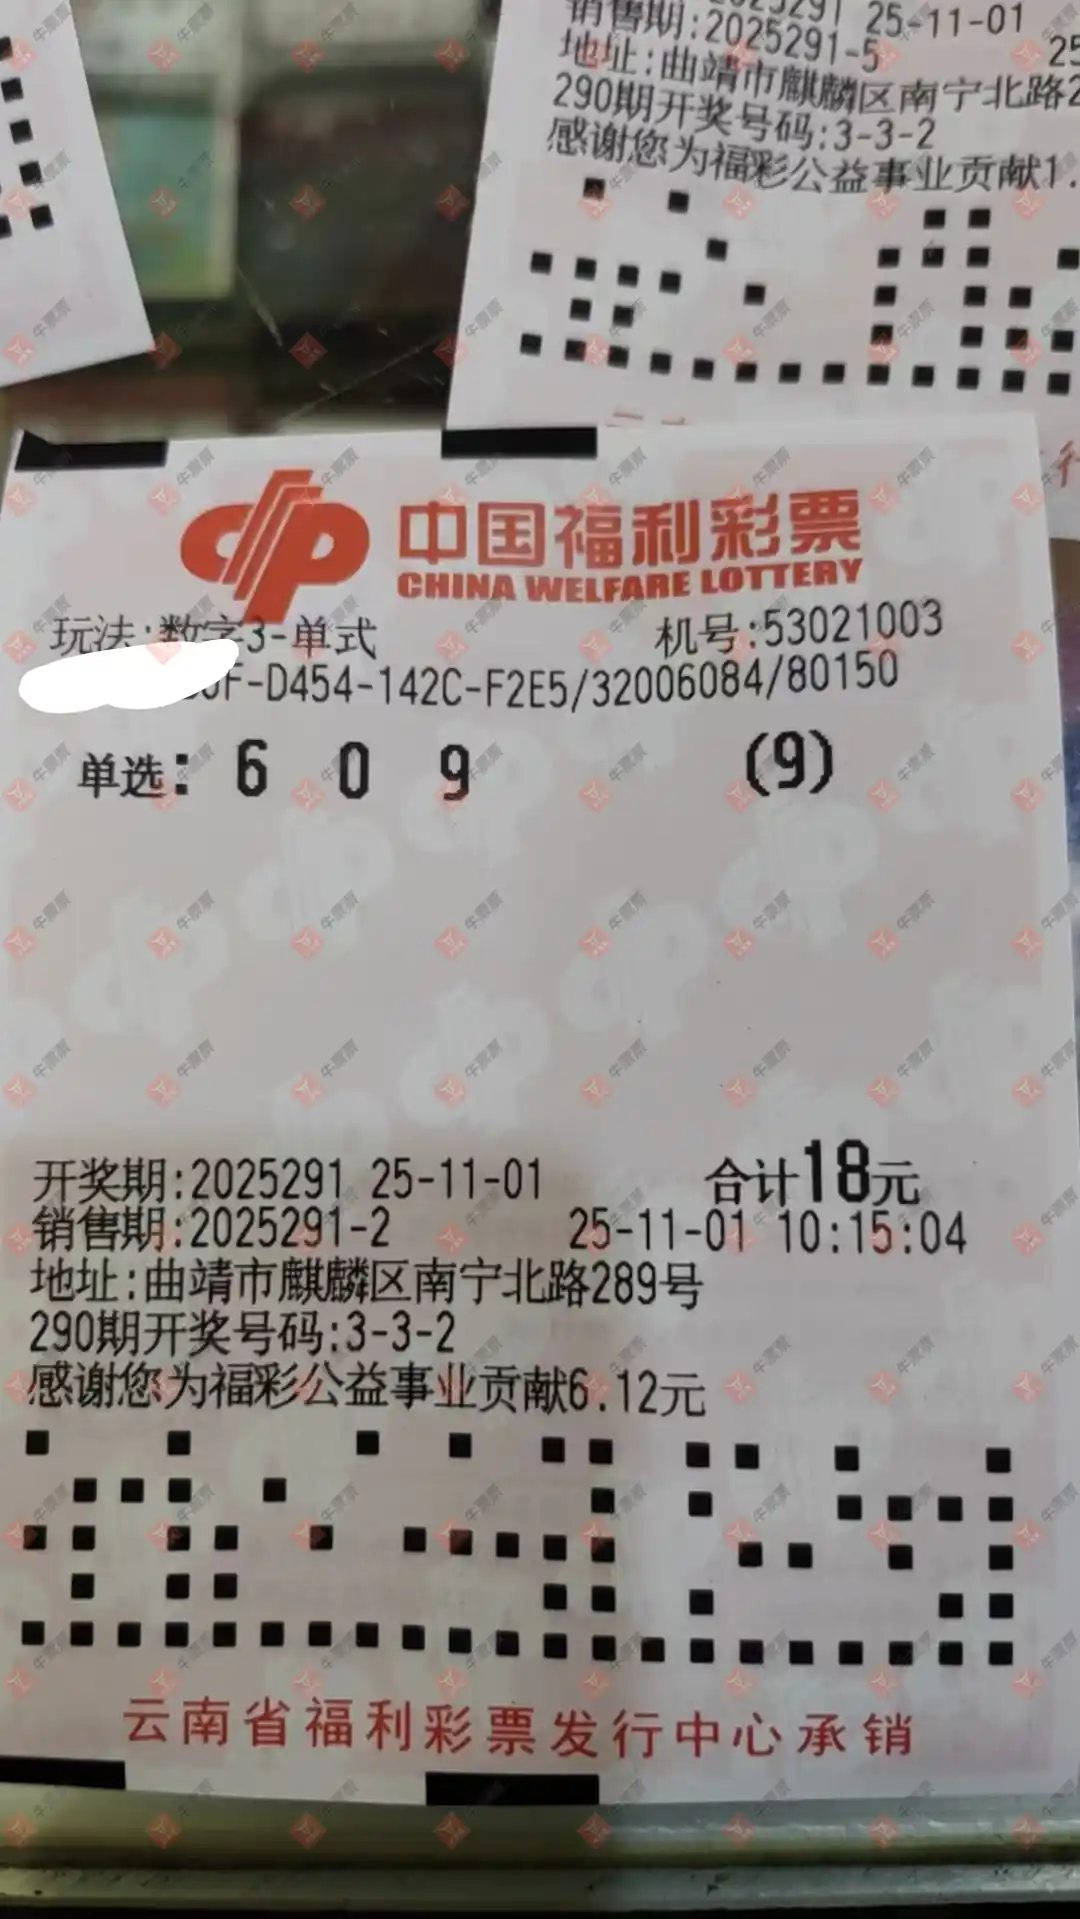 销售期:2025291-5
25-11-01
地址:曲靖市麒麟区南宁北路2
290期开奖号码:3-3-2
感谢您为福彩公益事业贡献1.
中国福利彩票
CHINA WELFARE LOTTERY
玩法:数字3-单式 机号:53021003
F-D454-142C-F2E5/32006084/80150
单选: 6 0 9 (9)
开奖期:2025291 25-11-01 合计18元
销售期:2025291-2 25-11-01 10:15:04
地址:曲靖市麒麟区南宁北路289号
290期开奖号码:3-3-2
感谢您为福彩公益事业贡献6.12元
云南省福利彩票发行中心承销
牛票票